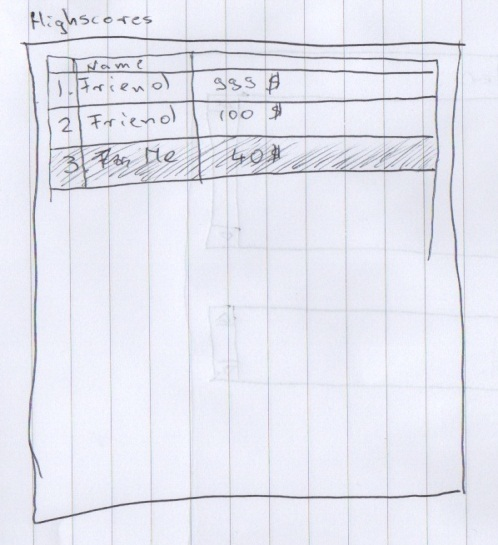 Highscores
Name
1. Friend 999 $
2 Friend 100 $
3. Me 40$